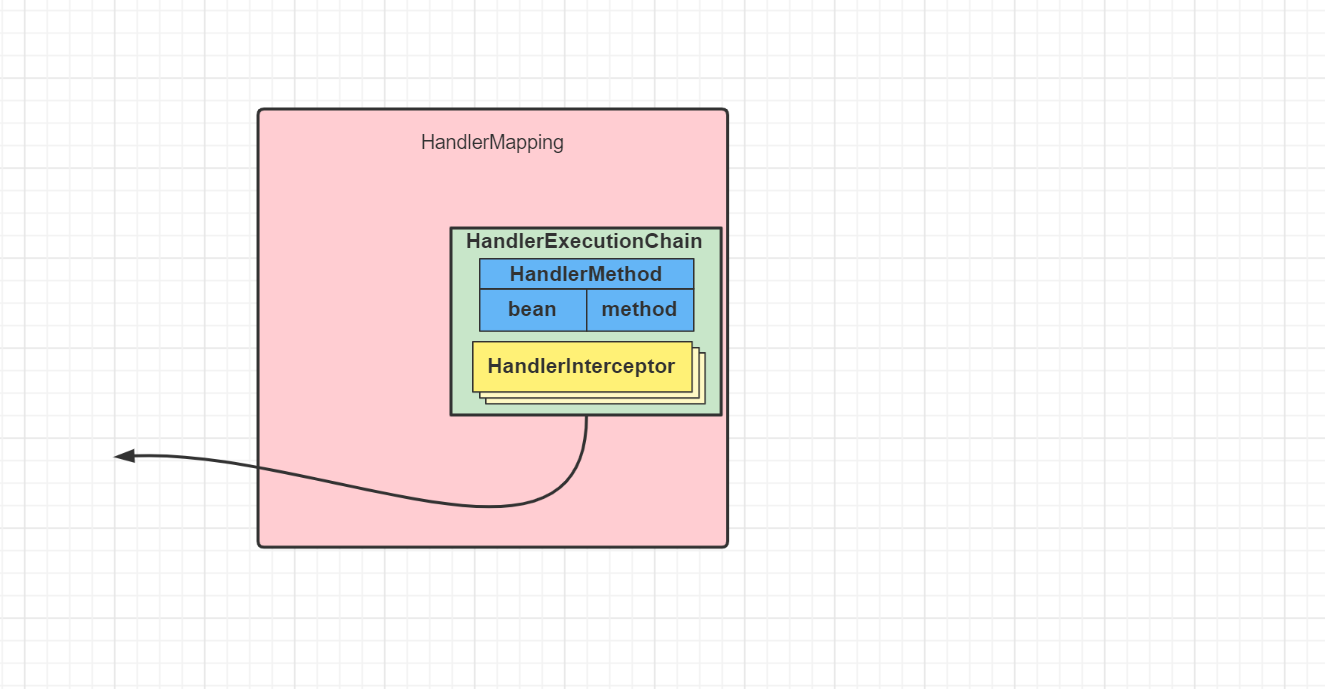 HandlerMapping
HandlerExecutionChain
HandlerMethod
bean method
HandlerInterceptor